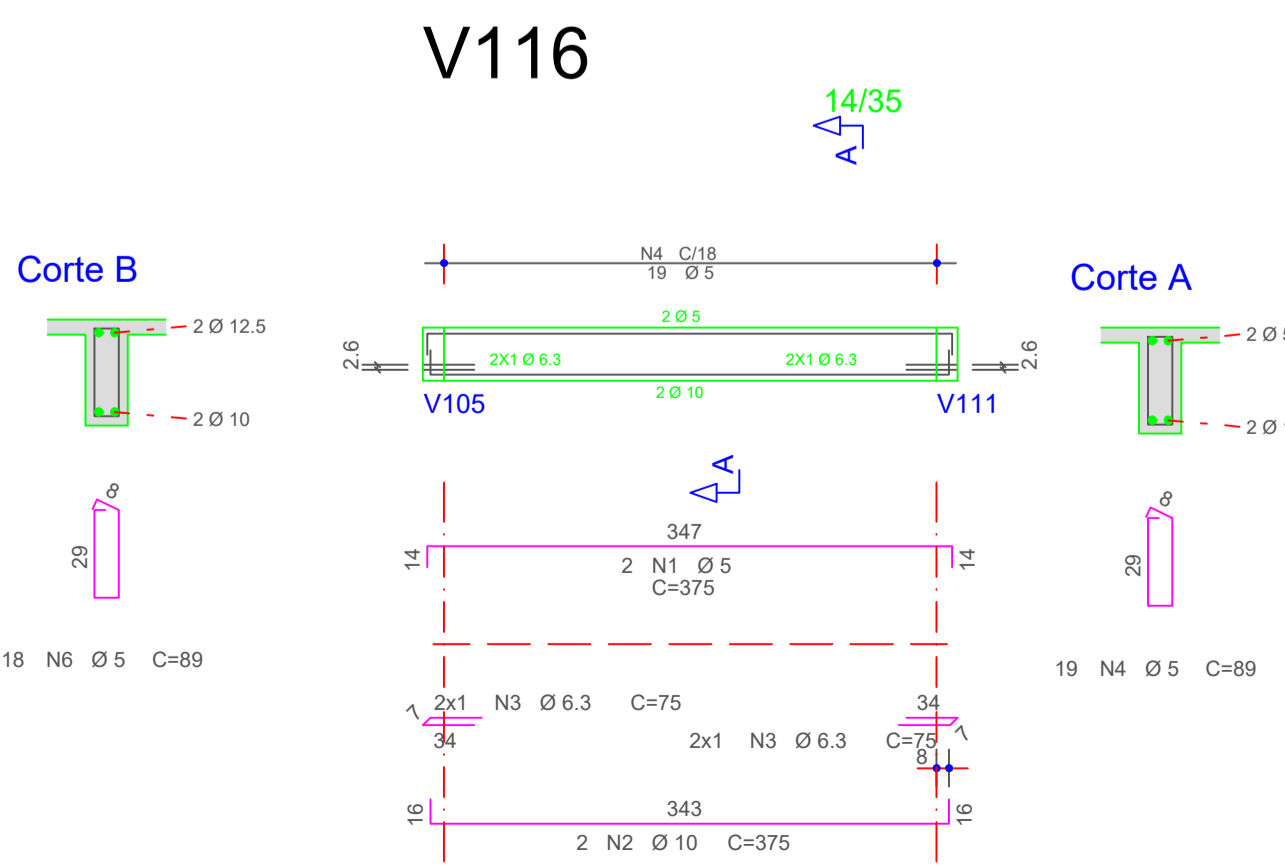 V116
14/35
A
Corte B
2 Ø 12.5
2 Ø 10
8
29
18 N6 Ø 5 C=89
N4 C/18
19 Ø 5
2 Ø 5
2.6
2X1 Ø 6.3
2X1 Ø 6.3
2.6
2 Ø 10
V105
V111
A
347
14
14
2 N1 Ø 5
C=375
2x1 N3 Ø 6.3 C=75
34
7
34
2x1 N3 Ø 6.3 C=75
7
8
343
16
16
2 N2 Ø 10 C=375
Corte A
2 Ø 5
2 Ø
8
29
19 N4 Ø 5 C=89